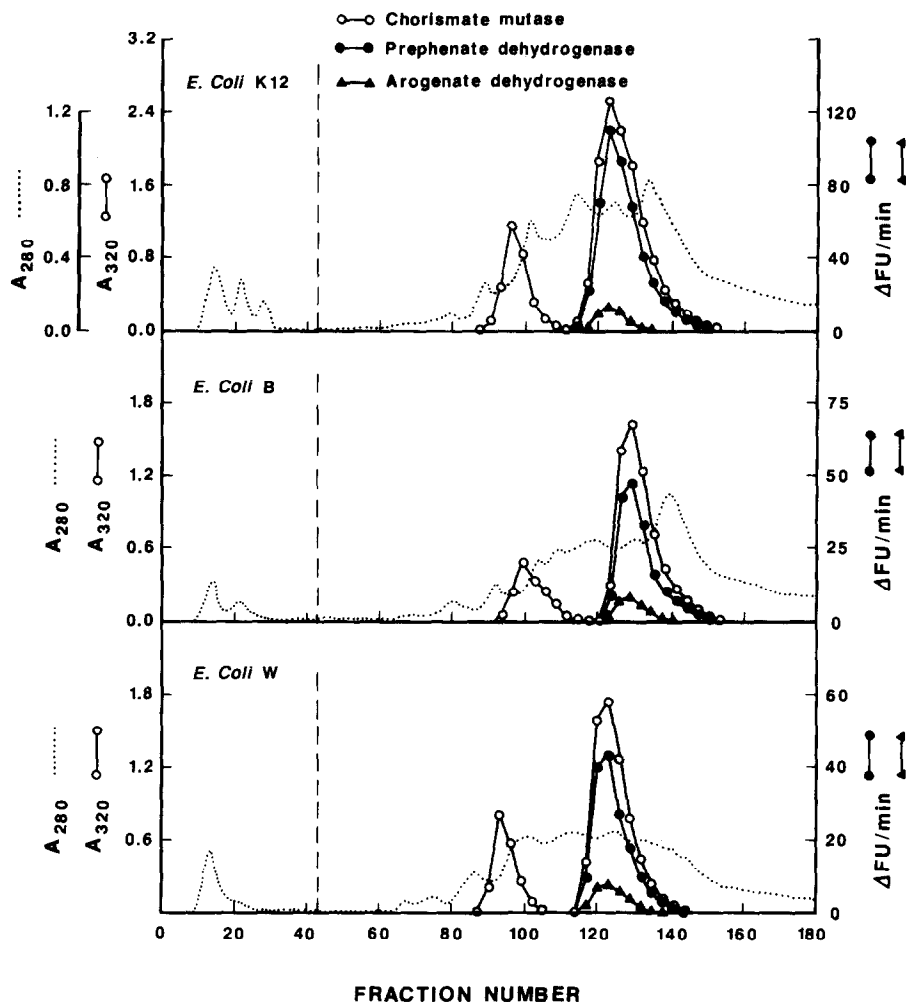 Chorismate mutase
Prephenate dehydrogenase
Arogenate dehydrogenase
E. Coli K12
3.2
2.4
1.6
0.8
0.0
1.2
0.8
0.4
0.0
A280
A320
120
80
40
0
ΔFU/min
E. Coli B
1.8
1.2
0.6
0.0
A280
A320
75
50
25
0
ΔFU/min
E. Coli W
1.8
1.2
0.6
A280
A320
60
40
20
0
ΔFU/min
0 20 40 60 80 100 120 140 160 180
FRACTION NUMBER